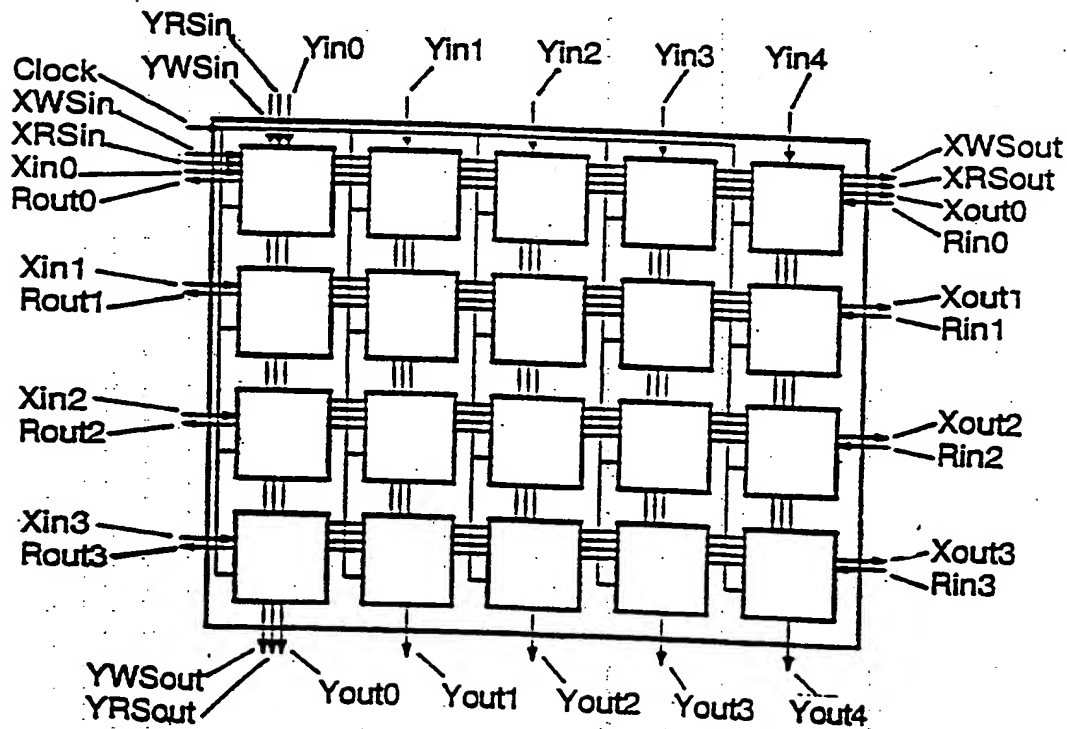 YRSin
YWSin
Yin0
Yin1
Yin2
Yin3
Yin4
Clock
XWSin
XRSin
Xin0
Rout0
XWSout
XRSout
Xout0
Rin0
Xin1
Rout1
Xout1
Rin1
Xin2
Rout2
Xout2
Rin2
Xin3
Rout3
Xout3
Rin3
YWSout
YRSout
Yout0
Yout1
Yout2
Yout3
Yout4